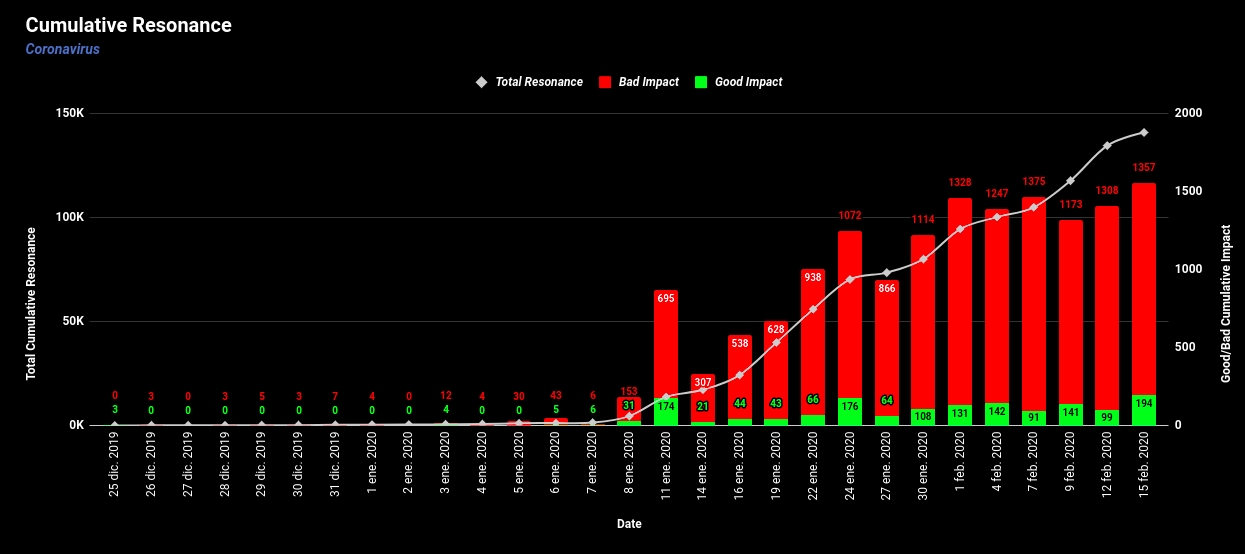 Cumulative Resonance
Coronavirus
Total Resonance Bad Impact Good Impact
150K 2000
1500
100K
1000
50K
500
0K 0
Total Cumulative Resonance
Good/Bad Cumulative Impact
0 3 0 3 5 3 7 4 0 12 4 30 43 6 153 695 307 538 628 938 1072 866 1114 1328 1247 1375 1173 1308 1357
3 0 0 0 0 0 0 0 0 4 0 0 5 6 31 174 21 44 43 66 176 64 108 131 142 91 141 99 194
25 dic. 2019
26 dic. 2019
27 dic. 2019
28 dic. 2019
29 dic. 2019
30 dic. 2019
31 dic. 2019
1 ene. 2020
2 ene. 2020
3 ene. 2020
4 ene. 2020
5 ene. 2020
6 ene. 2020
7 ene. 2020
8 ene. 2020
11 ene. 2020
14 ene. 2020
16 ene. 2020
19 ene. 2020
22 ene. 2020
24 ene. 2020
27 ene. 2020
30 ene. 2020
1 feb. 2020
4 feb. 2020
7 feb. 2020
9 feb. 2020
12 feb. 2020
15 feb. 2020
Date